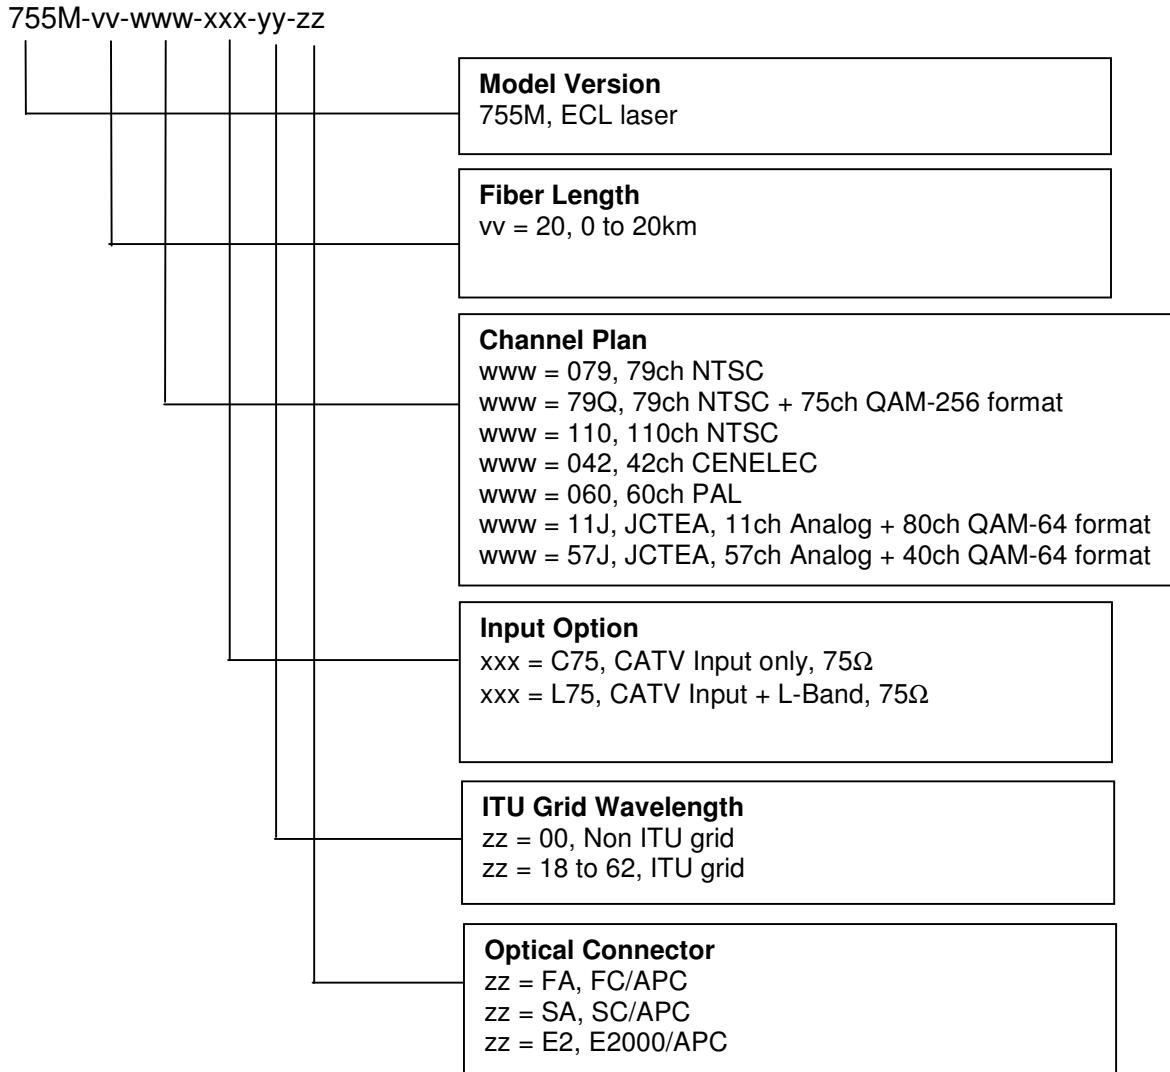 755M-vv-www-xxx-yy-zz
Model Version
755M, ECL laser
Fiber Length
vv = 20, 0 to 20km
Channel Plan
www = 079, 79ch NTSC
www = 79Q, 79ch NTSC + 75ch QAM-256 format
www = 110, 110ch NTSC
www = 042, 42ch CENELEC
www = 060, 60ch PAL
www = 11J, JCTEA, 11ch Analog + 80ch QAM-64 format
www = 57J, JCTEA, 57ch Analog + 40ch QAM-64 format
Input Option
xxx = C75, CATV Input only, 75Ω
xxx = L75, CATV Input + L-Band, 75Ω
ITU Grid Wavelength
zz = 00, Non ITU grid
zz = 18 to 62, ITU grid
Optical Connector
zz = FA, FC/APC
zz = SA, SC/APC
zz = E2, E2000/APC